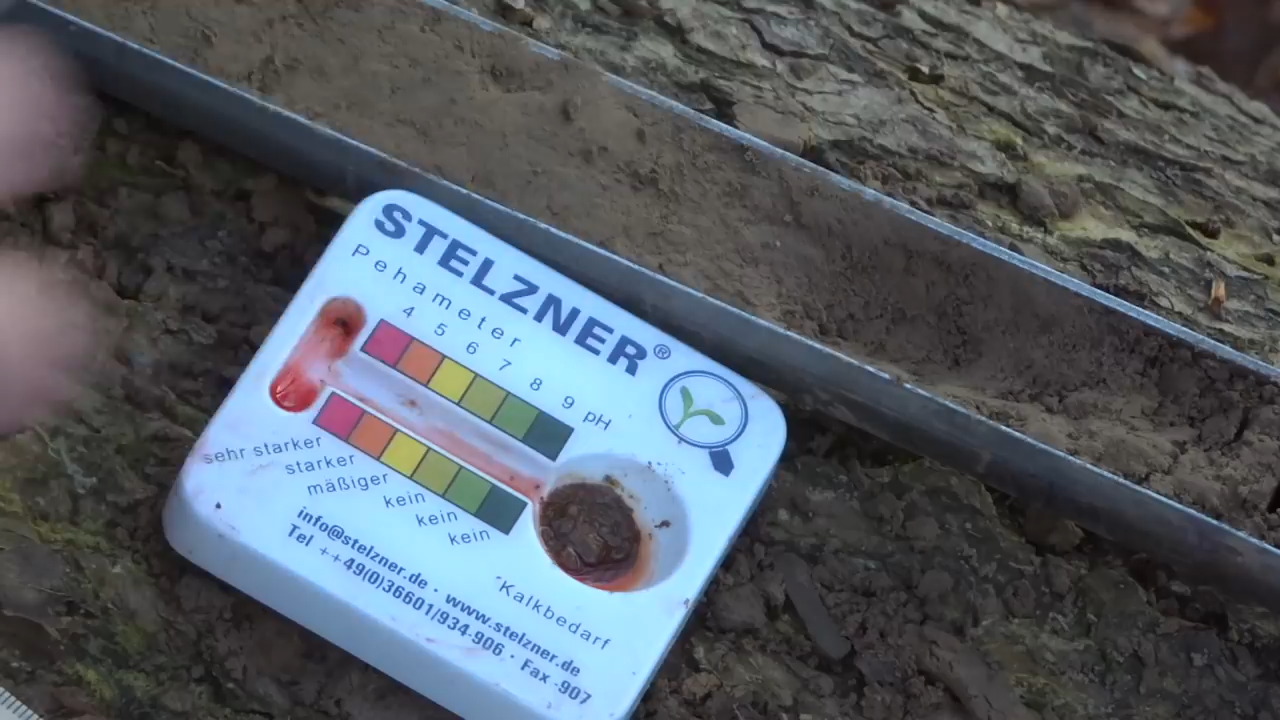 STELZNER®
Pehameter
4 5 6 7 8 9 pH
sehr starker
starker
mäßiger
kein
kein
kein
*Kalkbedarf
info@stelzner.de · www.stelzner.de
Tel ++49(0)36601/934-906 · Fax -907